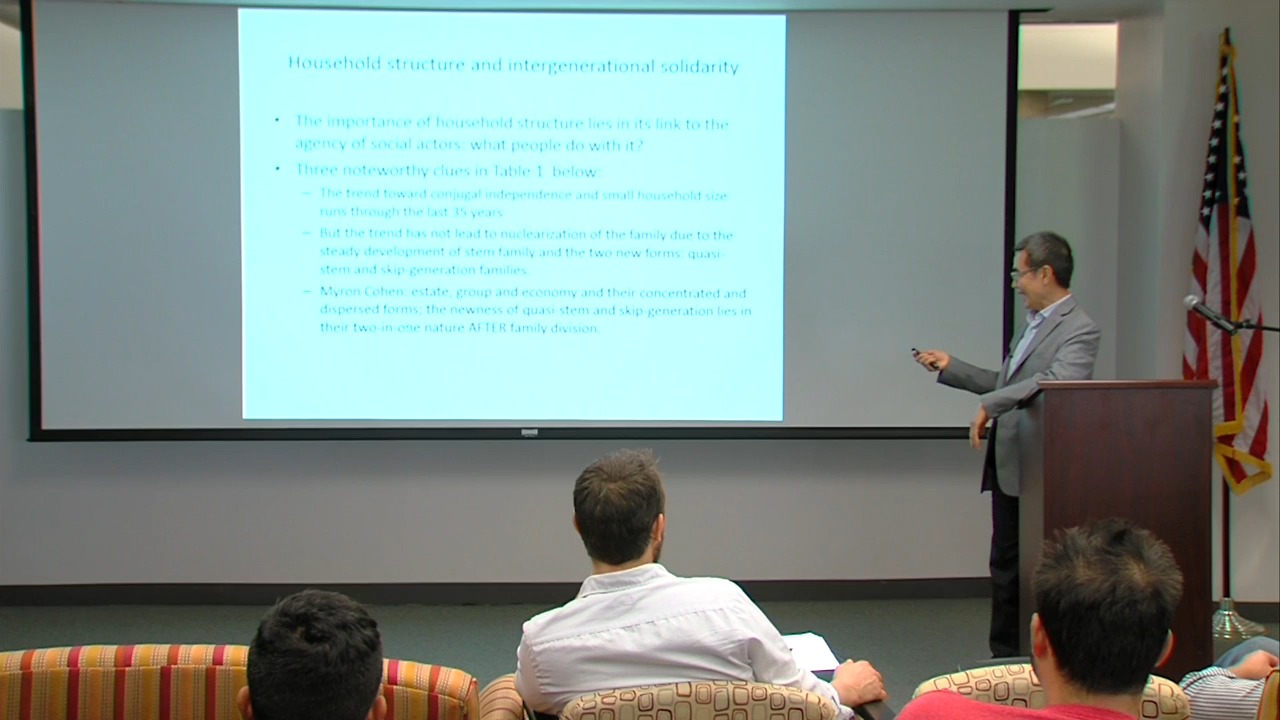 Household structure and intergenerational solidarity
• The importance of household structure lies in its link to the
agency of social actors: what people do with it?
• Three noteworthy clues in Table 1 below:
– The trend toward conjugal independence and small household size
runs through the last 35 years.
– But the trend has not lead to nuclearization of the family due to the
steady development of stem family and the two new forms: quasi-
stem and skip-generation families.
– Myron Cohen: estate, group and economy and their concentrated and
dispersed forms; the newness of quasi-stem and skip-generation lies in
their two-in-one nature AFTER family division.